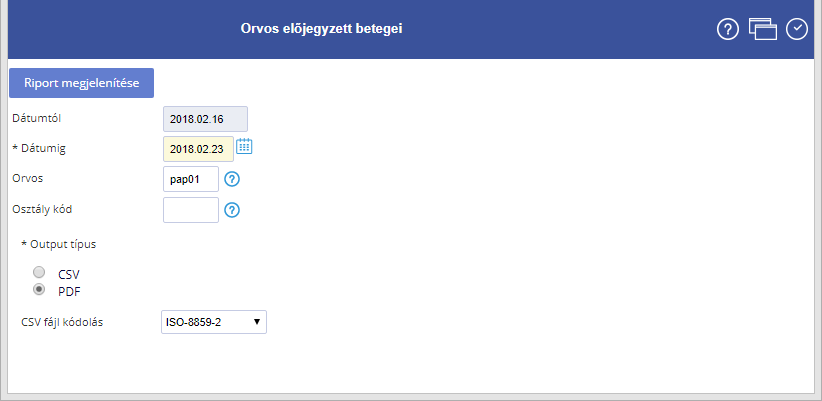 Orvos előjegyzett betegei
Riport megjelenítése
Dátumtól 2018.02.16
* Dátumig 2018.02.23
Orvos pap01
Osztály kód
* Output típus
CSV
PDF
CSV fájl kódolás ISO-8859-2